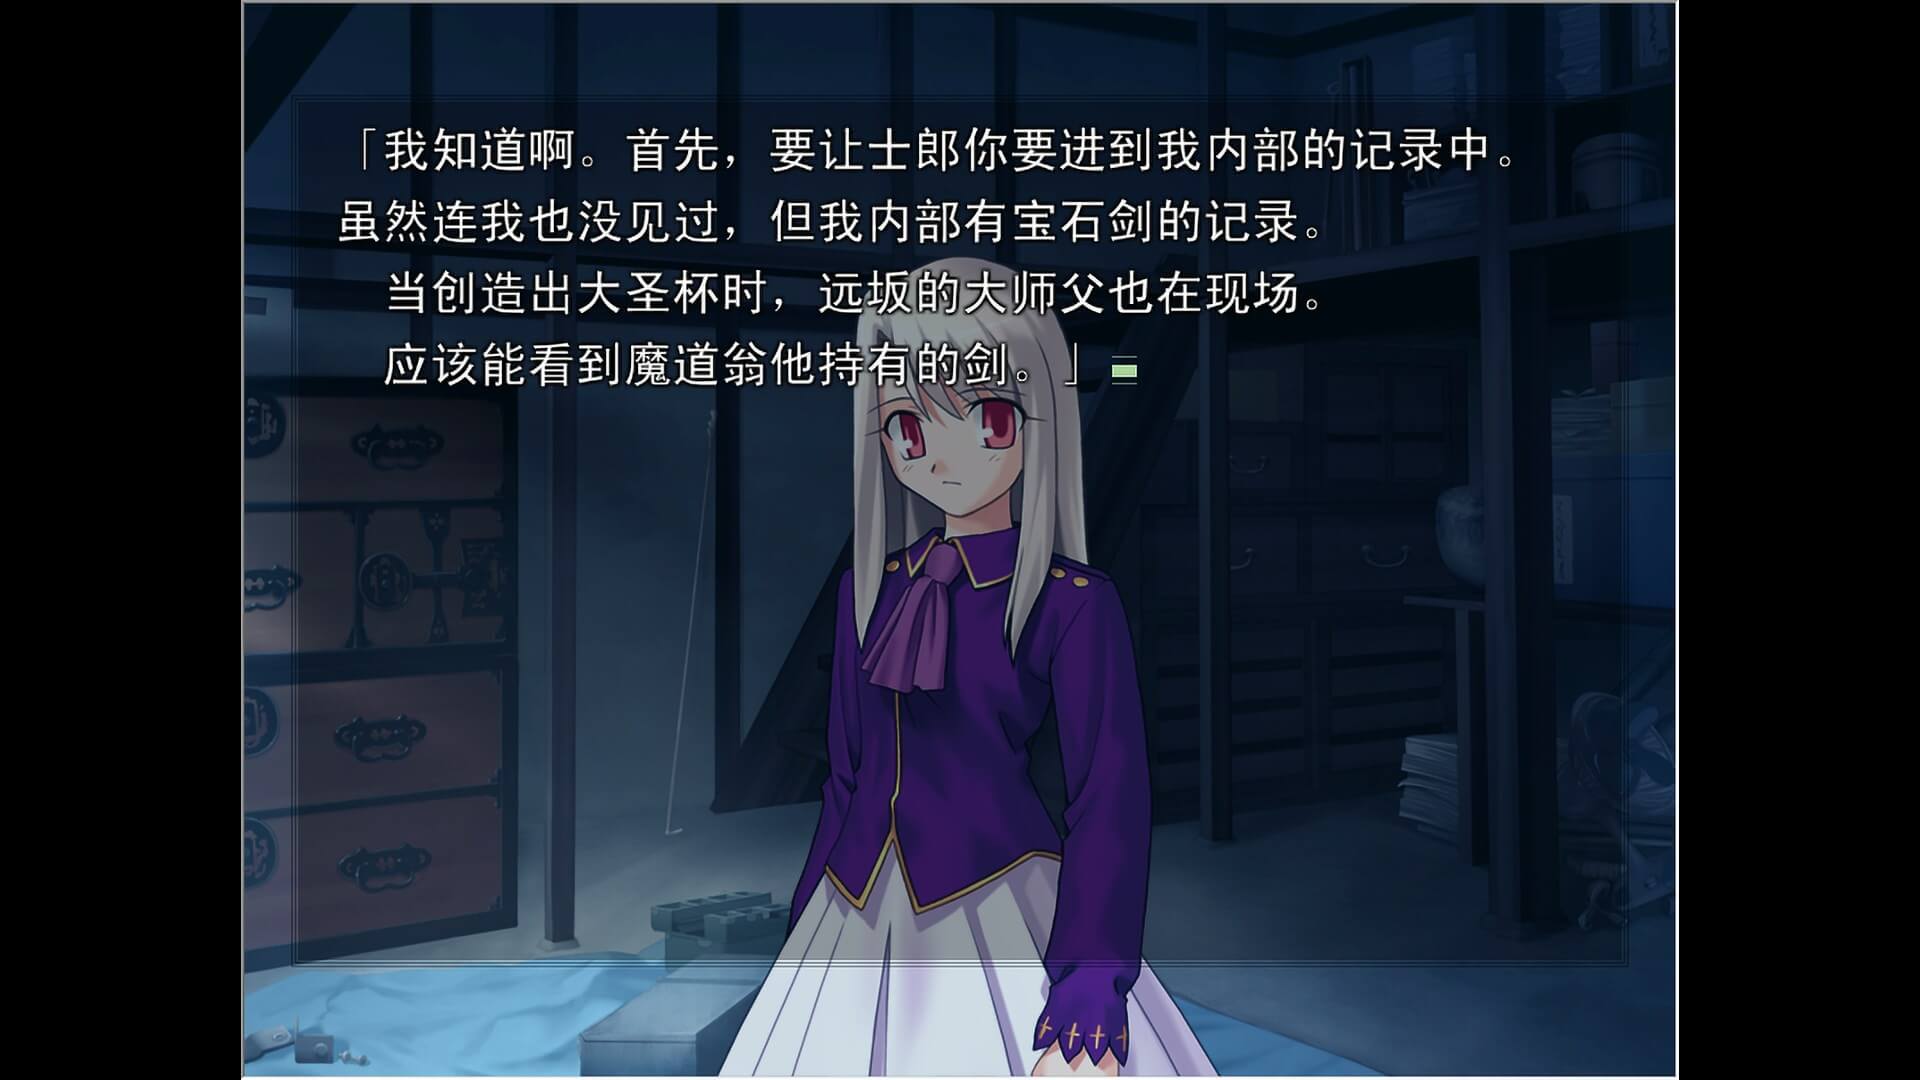 「我知道啊。首先，要让士郎你要进到我内部的记录中。
虽然连我也没见过，但我内部有宝石剑的记录。
当创造出大圣杯时，远坂的大师父也在现场。
应该能看到魔道翁他持有的剑。」